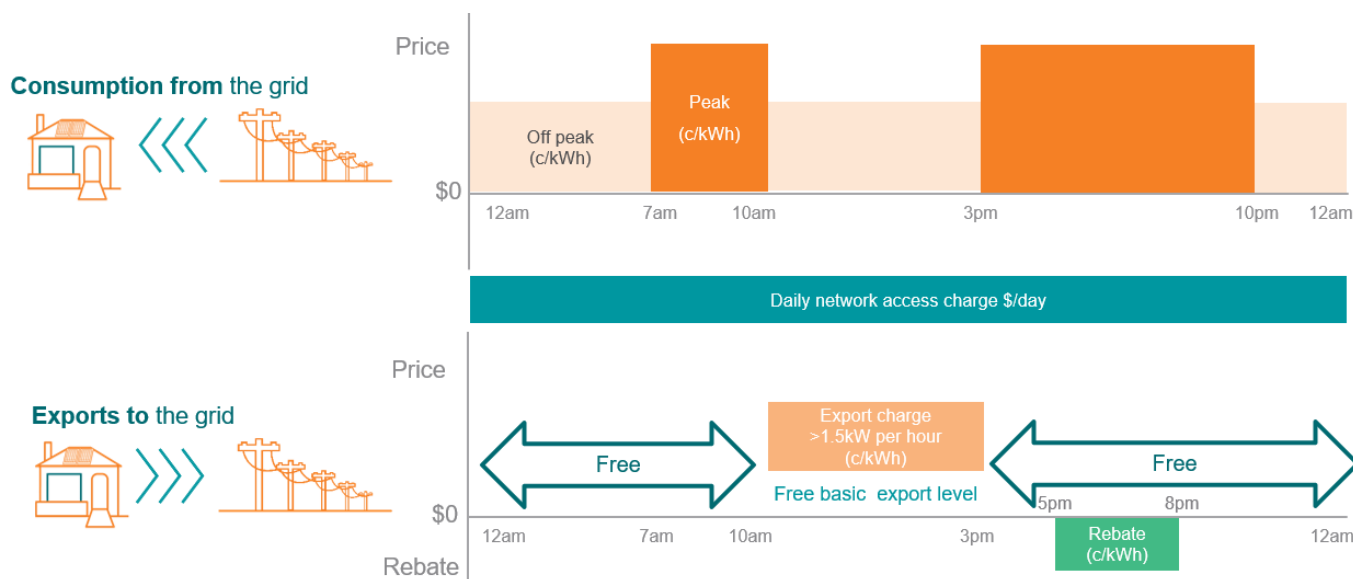 Price
Consumption from the grid
Peak
(c/kWh)
Off peak
(c/kWh)
$0
12am
7am
10am
3pm
10pm
12am
Daily network access charge $/day
Price
Exports to the grid
Export charge
>1.5kW per hour
(c/kWh)
Free
Free
Free basic export level
5pm
8pm
$0
12am
7am
10am
3pm
12am
Rebate
(c/kWh)
Rebate